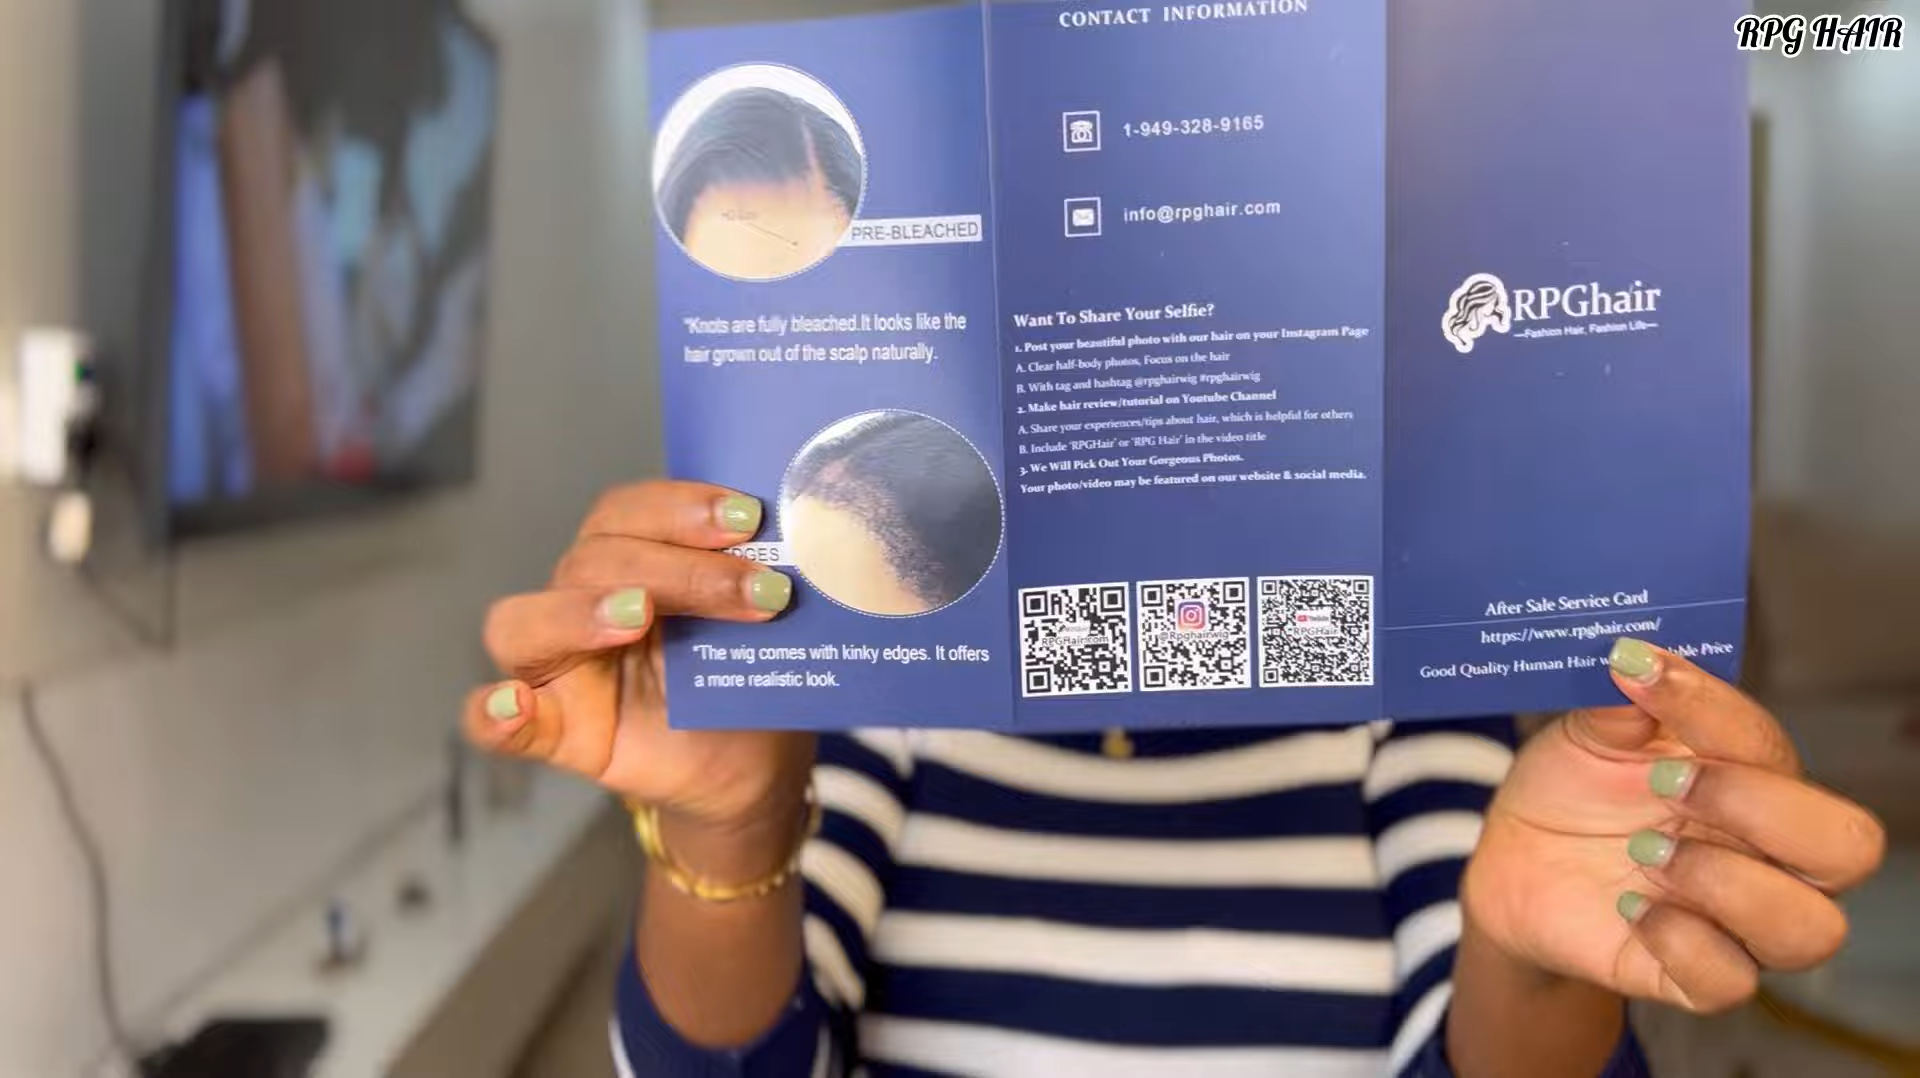 RPG HAIR
PRE-BLEACHED
"Knots are fully bleached.It looks like the
hair grown out of the scalp naturally.
EDGES
"The wig comes with kinky edges. It offers
a more realistic look.
CONTACT INFORMATION
1-949-328-9165
info@rpghair.com
Want To Share Your Selfie?
1. Post your beautiful photo with our hair on your Instagram Page
A. Clear half-body photos, Focus on the hair
B. With tag and hashtag @rpghairwig #rpghairwig
2. Make hair review/tutorial on Youtube Channel
A. Share your experiences/tips about hair, which is helpful for others
B. Include 'RPGHair' or 'RPG Hair' in the video title
3. We Will Pick Out Your Gorgeous Photos.
Your photo/video may be featured on our website & social media.
RPGHair.com
@Rpghairwig
YouTube
RPGHair
RPGhair
—Fashion Hair, Fashion Life—
After Sale Service Card
https://www.rpghair.com/
Good Quality Human Hair Price